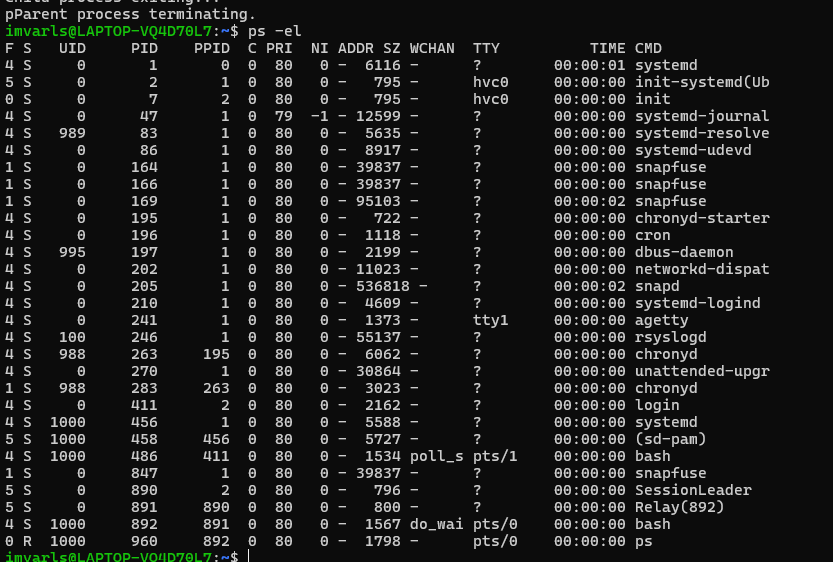 pParent process terminating.
imvarls@LAPTOP-VQ4D70L7:~$ ps -el
F S   UID     PID    PPID  C PRI  NI ADDR SZ WCHAN  TTY          TIME CMD
4 S     0       1       0  0  80   0 -  6116 -      ?        00:00:01 systemd
5 S     0       2       1  0  80   0 -   795 -      hvc0     00:00:00 init-systemd(Ub
0 S     0       7       2  0  80   0 -   795 -      hvc0     00:00:00 init
4 S     0      47       1  0  79  -1 - 12599 -      ?        00:00:00 systemd-journal
4 S   989      83       1  0  80   0 -  5635 -      ?        00:00:00 systemd-resolve
4 S     0      86       1  0  80   0 -  8917 -      ?        00:00:00 systemd-udevd
1 S     0     164       1  0  80   0 - 39837 -      ?        00:00:00 snapfuse
1 S     0     166       1  0  80   0 - 39837 -      ?        00:00:00 snapfuse
1 S     0     169       1  0  80   0 - 95103 -      ?        00:00:02 snapfuse
4 S     0     195       1  0  80   0 -   722 -      ?        00:00:00 chronyd-starter
4 S     0     196       1  0  80   0 -  1118 -      ?        00:00:00 cron
4 S   995     197       1  0  80   0 -  2199 -      ?        00:00:00 dbus-daemon
4 S     0     202       1  0  80   0 - 11023 -      ?        00:00:00 networkd-dispat
4 S     0     205       1  0  80   0 - 536818 -     ?        00:00:02 snapd
4 S     0     210       1  0  80   0 -  4609 -      ?        00:00:00 systemd-logind
4 S     0     241       1  0  80   0 -  1373 -      tty1     00:00:00 agetty
4 S   100     246       1  0  80   0 - 55137 -      ?        00:00:00 rsyslogd
4 S   988     263     195  0  80   0 -  6062 -      ?        00:00:00 chronyd
4 S     0     270       1  0  80   0 - 30864 -      ?        00:00:00 unattended-upgr
1 S   988     283     263  0  80   0 -  3023 -      ?        00:00:00 chronyd
4 S     0     411       2  0  80   0 -  2162 -      ?        00:00:00 login
4 S  1000     456       1  0  80   0 -  5588 -      ?        00:00:00 systemd
5 S  1000     458     456  0  80   0 -  5727 -      ?        00:00:00 (sd-pam)
4 S  1000     486     411  0  80   0 -  1534 poll_s pts/1    00:00:00 bash
1 S     0     847       1  0  80   0 - 39837 -      ?        00:00:00 snapfuse
5 S     0     890       2  0  80   0 -   796 -      ?        00:00:00 SessionLeader
5 S     0     891     890  0  80   0 -   800 -      ?        00:00:00 Relay(892)
4 S  1000     892     891  0  80   0 -  1567 do_wai pts/0    00:00:00 bash
0 R  1000     960     892  0  80   0 -  1798 -      pts/0    00:00:00 ps
imvarls@LAPTOP-VQ4D70L7:~$